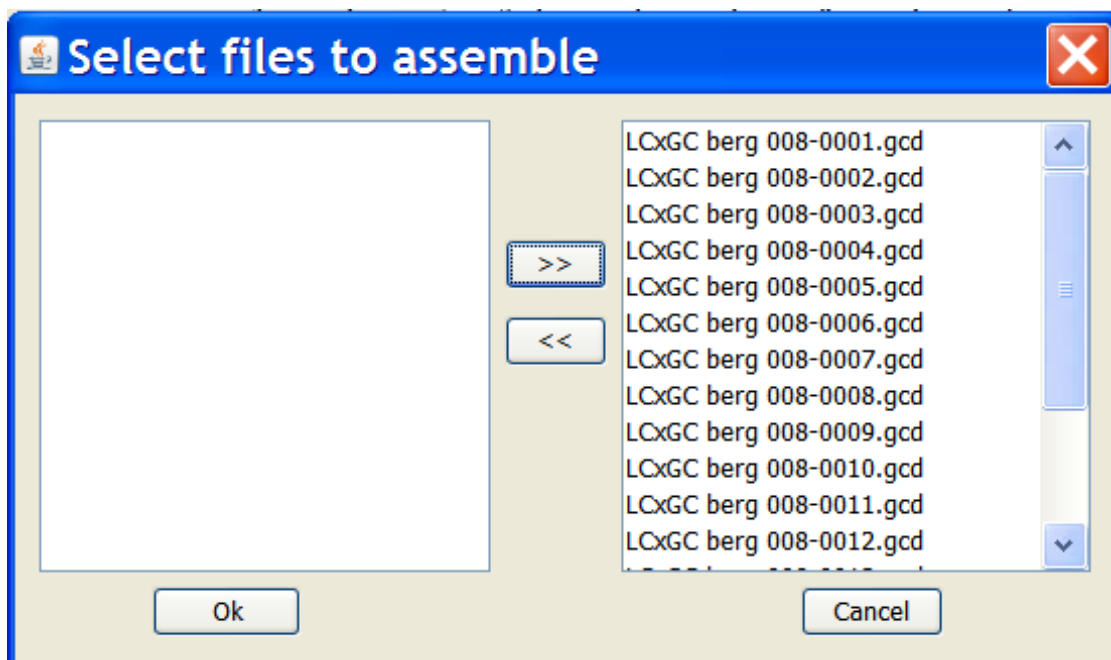 Select files to assemble
LCxGC berg 008-0001.gcd
LCxGC berg 008-0002.gcd
LCxGC berg 008-0003.gcd
LCxGC berg 008-0004.gcd
LCxGC berg 008-0005.gcd
LCxGC berg 008-0006.gcd
LCxGC berg 008-0007.gcd
LCxGC berg 008-0008.gcd
LCxGC berg 008-0009.gcd
LCxGC berg 008-0010.gcd
LCxGC berg 008-0011.gcd
LCxGC berg 008-0012.gcd
>>
<<
Ok
Cancel